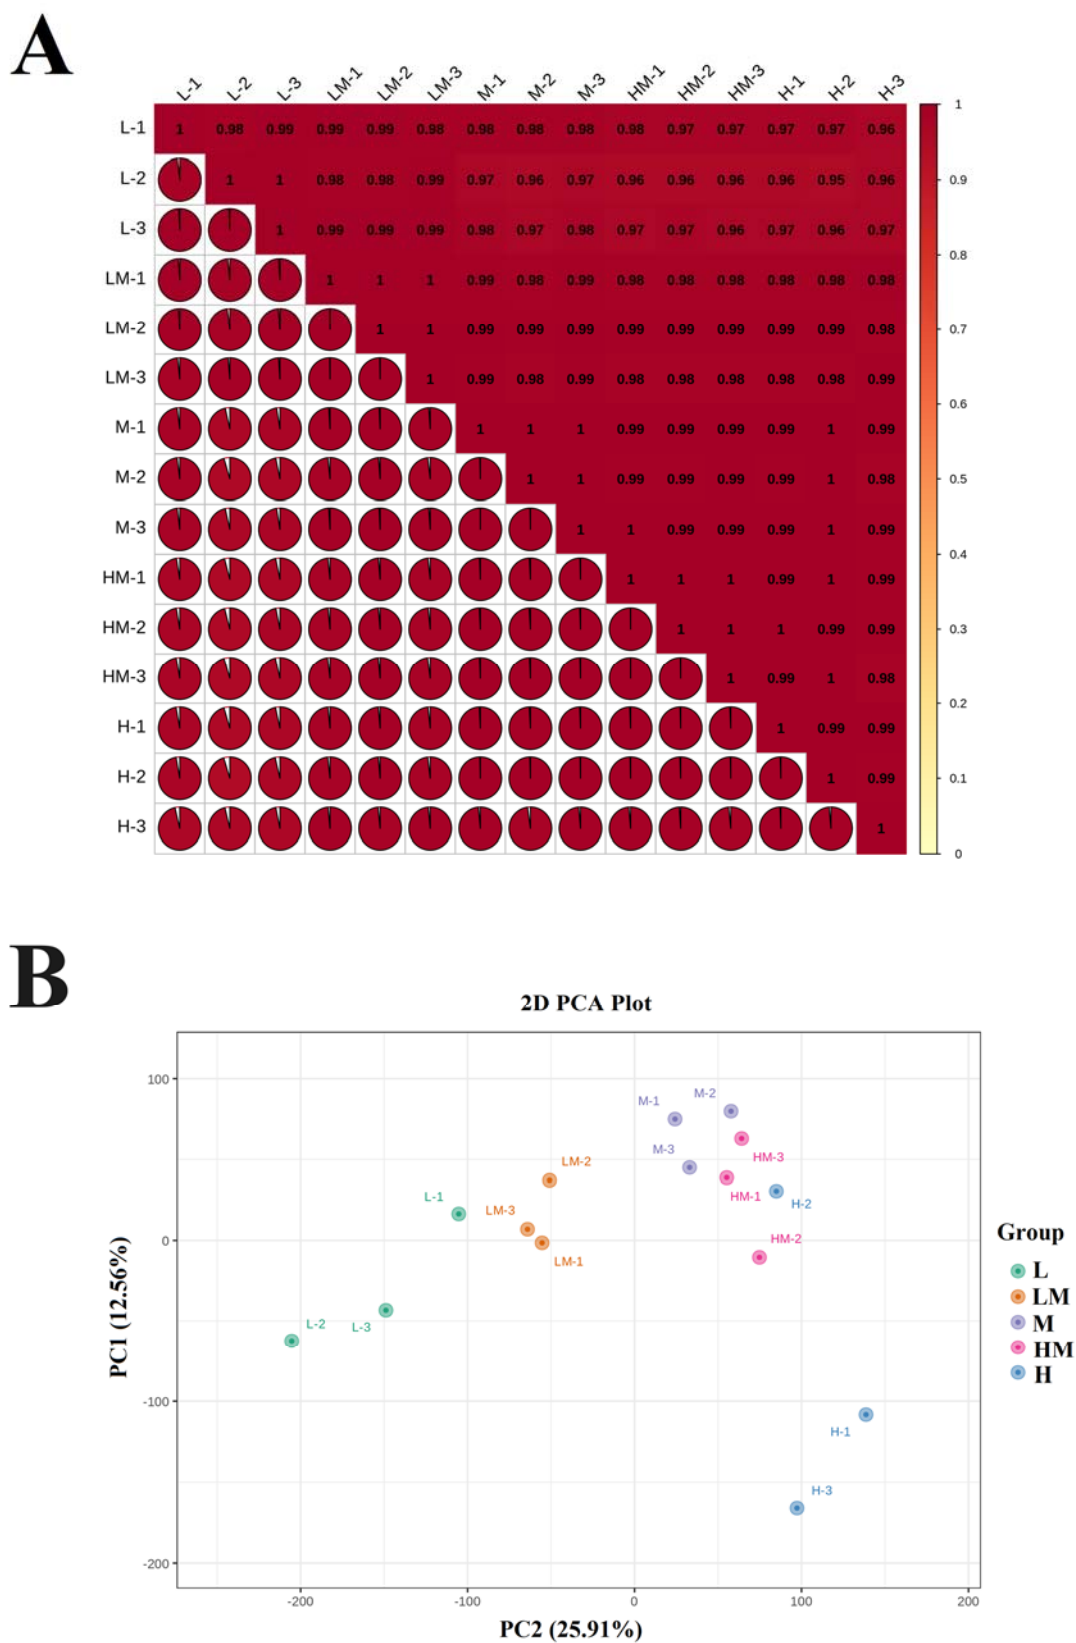 A
L-1 L-2 L-3 LM-1 LM-2 LM-3 M-1 M-2 M-3 HM-1 HM-2 HM-3 H-1 H-2 H-3
L-1 1 0.98 0.99 0.99 0.99 0.98 0.98 0.98 0.98 0.98 0.97 0.97 0.97 0.97 0.96
L-2 1 1 0.98 0.98 0.99 0.97 0.96 0.97 0.96 0.96 0.96 0.96 0.95 0.96
L-3 1 0.99 0.99 0.99 0.98 0.97 0.98 0.97 0.97 0.96 0.97 0.96 0.97
LM-1 1 1 1 0.99 0.98 0.99 0.98 0.98 0.98 0.98 0.98 0.98
LM-2 1 1 0.99 0.99 0.99 0.99 0.99 0.99 0.99 0.99 0.98
LM-3 1 0.99 0.98 0.99 0.98 0.98 0.98 0.98 0.98 0.99
M-1 1 1 1 0.99 0.99 0.99 0.99 1 0.99
M-2 1 1 0.99 0.99 0.99 0.99 1 0.98
M-3 1 1 0.99 0.99 0.99 1 0.99
HM-1 1 1 1 0.99 1 0.99
HM-2 1 1 1 0.99 0.99
HM-3 1 0.99 1 0.98
H-1 1 0.99 0.99
H-2 1 0.99
H-3 1
1
0.9
0.8
0.7
0.6
0.5
0.4
0.3
0.2
0.1
0
B
2D PCA Plot
PC1 (12.56%)
100
0
-100
-200
M-1
M-2
M-3
HM-3
LM-2
HM-1
H-2
L-1
LM-3
HM-2
LM-1
L-2
L-3
H-1
H-3
-200 -100 0 100 200
PC2 (25.91%)
Group
L
LM
M
HM
H